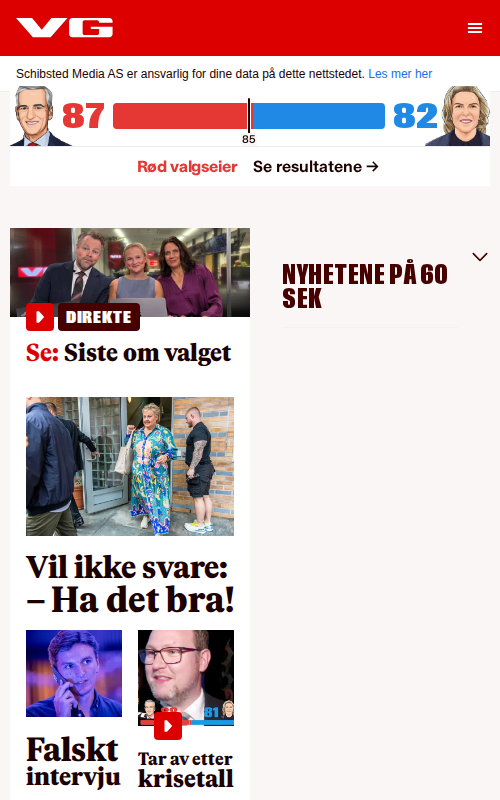 VG
Schibsted Media AS er ansvarlig for dine data på dette nettstedet. Les mer her
87
82
85
Rød valgseier Se resultatene →
NYHETENE PÅ 60
SEK
DIREKTE
Se: Siste om valget
Vil ikke svare:
– Ha det bra!
81
Falskt
intervju
Tar av etter
krisetall